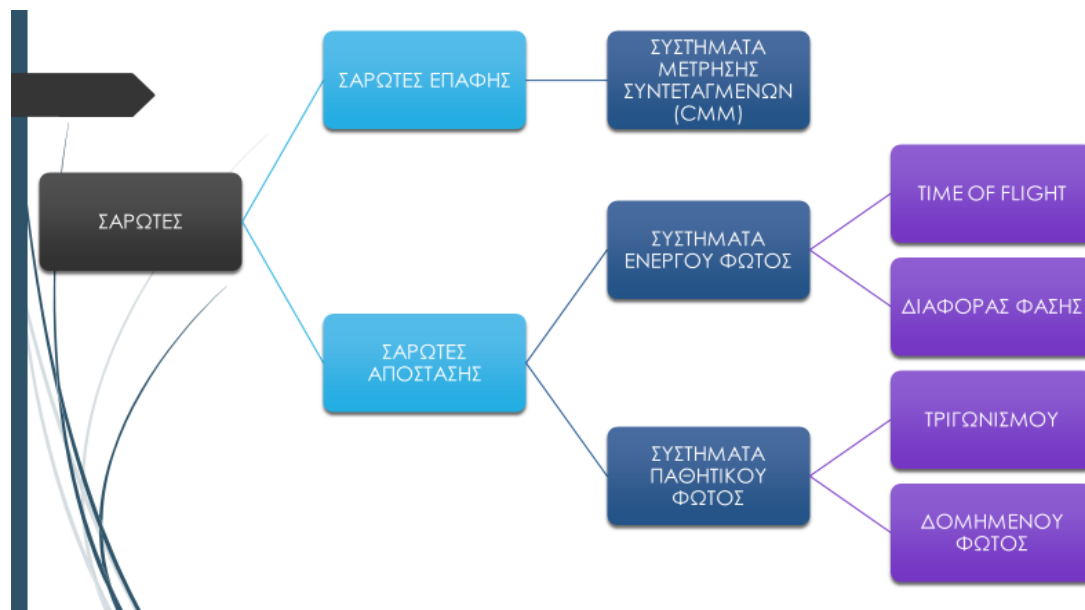 ΣΑΡΩΤΕΣ
ΣΑΡΩΤΕΣ ΕΠΑΦΗΣ
ΣΥΣΤΗΜΑΤΑ
ΜΕΤΡΗΣΗΣ
ΣΥΝΤΕΤΑΓΜΕΝΩΝ
(CMM)
ΣΑΡΩΤΕΣ
ΑΠΟΣΤΑΣΗΣ
ΣΥΣΤΗΜΑΤΑ
ΕΝΕΡΓΟΥ ΦΩΤΟΣ
TIME OF FLIGHT
ΔΙΑΦΟΡΑΣ ΦΑΣΗΣ
ΣΥΣΤΗΜΑΤΑ
ΠΑΘΗΤΙΚΟΥ
ΦΩΤΟΣ
ΤΡΙΓΩΝΙΣΜΟΥ
ΔΟΜΗΜΕΝΟΥ
ΦΩΤΟΣ